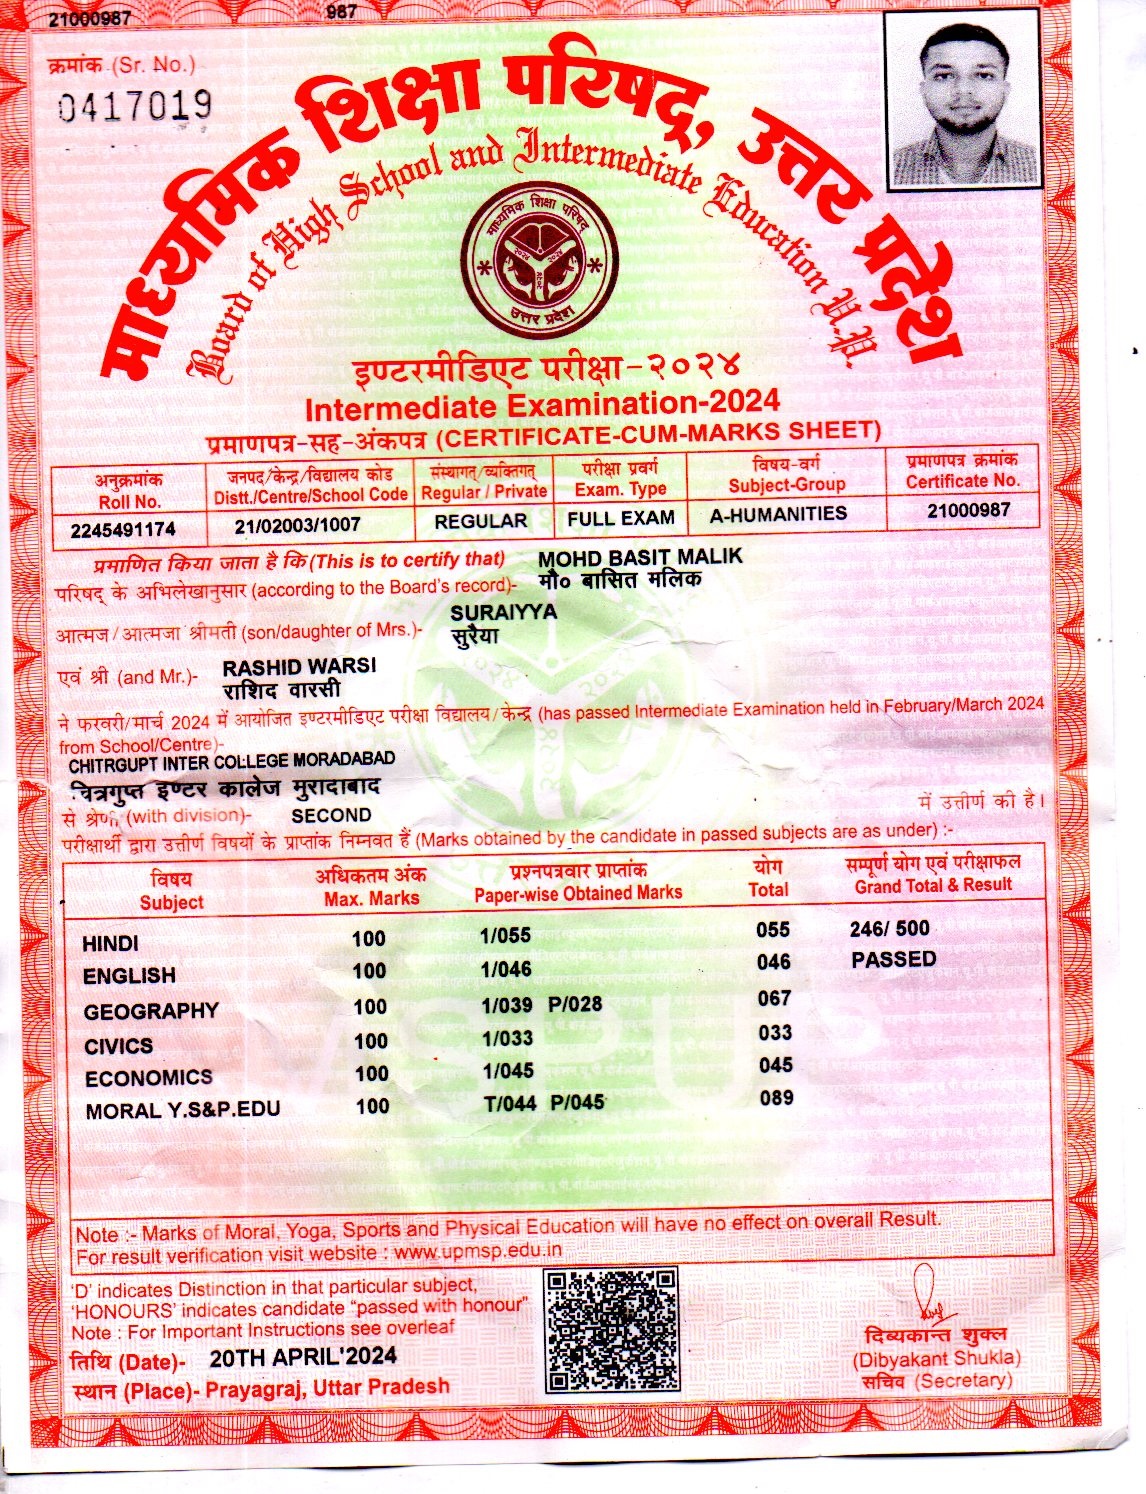 21000987
987
क्रमांक (Sr. No.)
0417019
माध्यमिक शिक्षा परिषद्, उत्तर प्रदेश
Board of High School and Intermediate Education U.P.
माध्यमिक शिक्षा परिषद्
उत्तर प्रदेश
इण्टरमीडिएट परीक्षा-२०२४
Intermediate Examination-2024
प्रमाणपत्र-सह-अंकपत्र (CERTIFICATE-CUM-MARKS SHEET)
अनुक्रमांक जनपद/केन्द्र/विद्यालय कोड संस्थागत्/व्यक्तिगत् परीक्षा प्रवर्ग विषय-वर्ग प्रमाणपत्र क्रमांक
Roll No. Distt./Centre/School Code Regular / Private Exam. Type Subject-Group Certificate No.
2245491174 21/02003/1007 REGULAR FULL EXAM A-HUMANITIES 21000987
प्रमाणित किया जाता है कि (This is to certify that) MOHD BASIT MALIK
परिषद् के अभिलेखानुसार (according to the Board's record)- मौ० बासित मलिक
SURAIYYA
आत्मज/आत्मजा श्रीमती (son/daughter of Mrs.)- सुरैया
एवं श्री (and Mr.)- RASHID WARSI
राशिद वारसी
ने फरवरी/मार्च 2024 में आयोजित इण्टरमीडिएट परीक्षा विद्यालय/केन्द्र (has passed Intermediate Examination held in February/March 2024
from School/Centre)-
CHITRGUPT INTER COLLEGE MORADABAD
चित्रगुप्त इण्टर कालेज मुरादाबाद
से श्रेणी (with division)- SECOND में उत्तीर्ण की है।
परीक्षार्थी द्वारा उत्तीर्ण विषयों के प्राप्तांक निम्नवत हैं (Marks obtained by the candidate in passed subjects are as under) :-
विषय अधिकतम अंक प्रश्नपत्रवार प्राप्तांक योग सम्पूर्ण योग एवं परीक्षाफल
Subject Max. Marks Paper-wise Obtained Marks Total Grand Total & Result
HINDI 100 1/055 055 246/ 500
ENGLISH 100 1/046 046 PASSED
GEOGRAPHY 100 1/039 P/028 067
CIVICS 100 1/033 033
ECONOMICS 100 1/045 045
MORAL Y.S&P.EDU 100 T/044 P/045 089
Note :- Marks of Moral, Yoga, Sports and Physical Education will have no effect on overall Result.
For result verification visit website : www.upmsp.edu.in
'D' indicates Distinction in that particular subject,
'HONOURS' indicates candidate "passed with honour"
Note : For Important Instructions see overleaf
तिथि (Date)- 20TH APRIL'2024
स्थान (Place)- Prayagraj, Uttar Pradesh
दिब्यकान्त शुक्ल
(Dibyakant Shukla)
सचिव (Secretary)